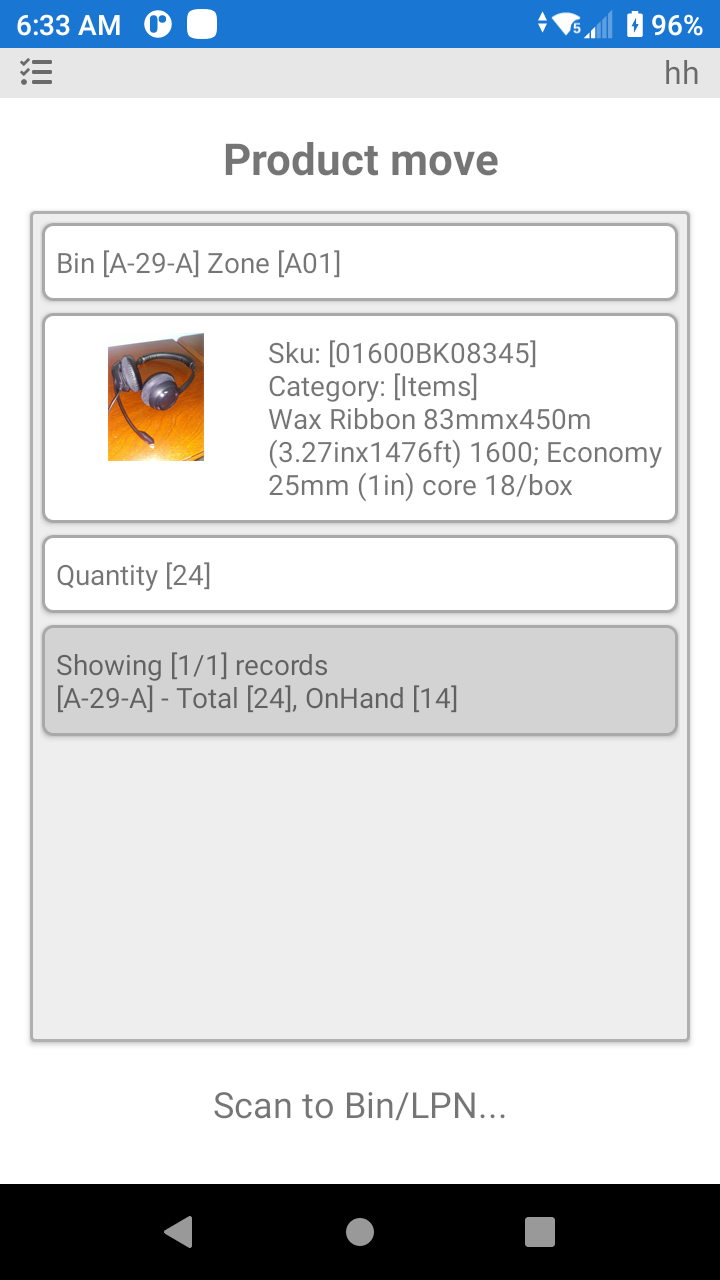 6:33 AM
5
96%
hh
Product move
Bin [A-29-A] Zone [A01]
Sku: [01600BK08345]
Category: [Items]
Wax Ribbon 83mmx450m
(3.27inx1476ft) 1600; Economy
25mm (1in) core 18/box
Quantity [24]
Showing [1/1] records
[A-29-A] - Total [24], OnHand [14]
Scan to Bin/LPN...